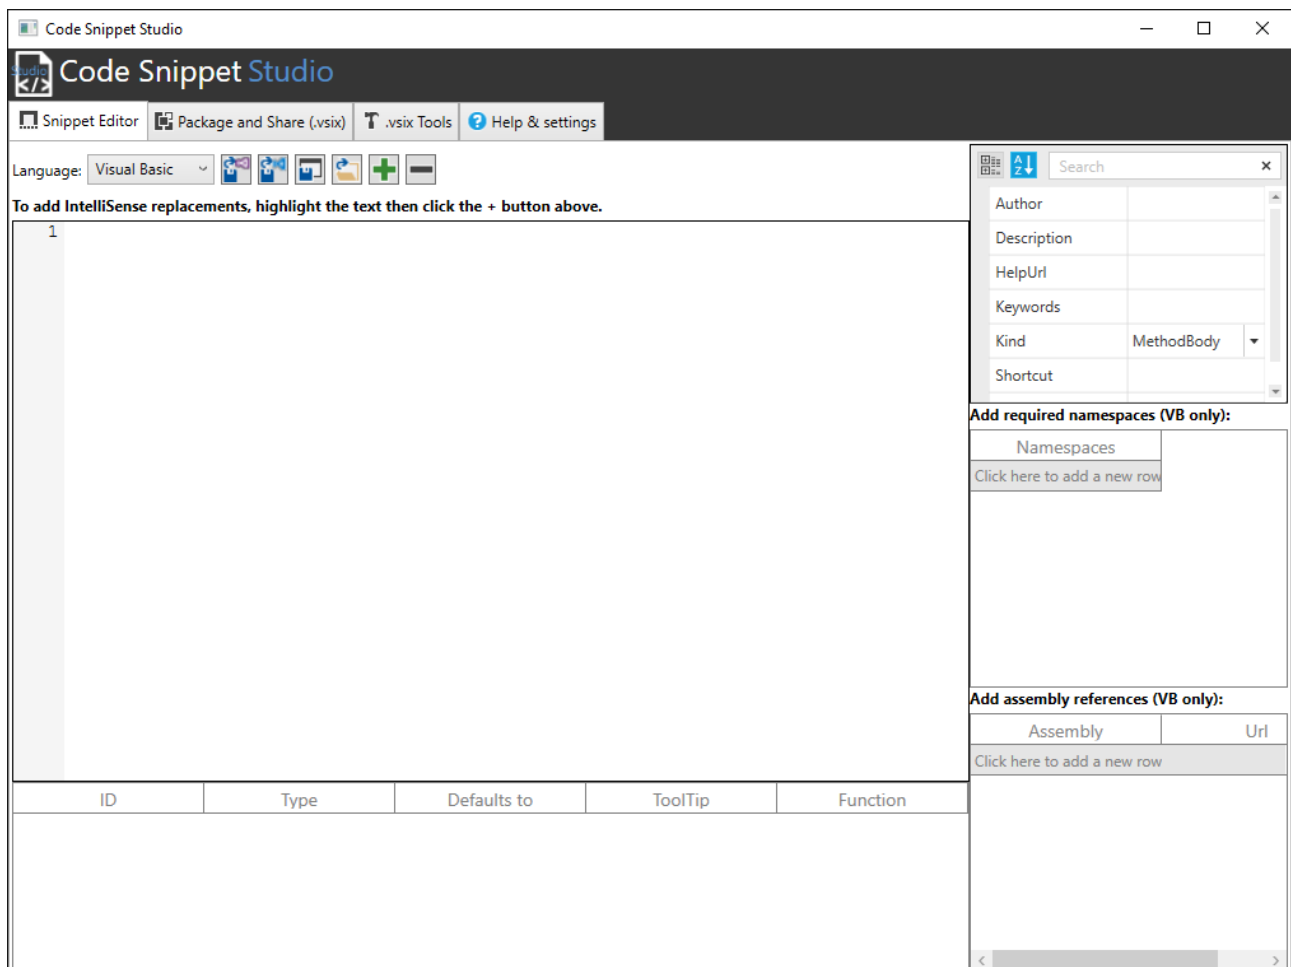 Code Snippet Studio
Studio
</>
Code Snippet Studio
Snippet Editor
Package and Share (.vsix)
.vsix Tools
Help & settings
Language: Visual Basic
To add IntelliSense replacements, highlight the text then click the + button above.
1
ID Type Defaults to ToolTip Function
A
Z
Search
Author
Description
HelpUrl
Keywords
Kind MethodBody
Shortcut
Add required namespaces (VB only):
Namespaces
Click here to add a new row
Add assembly references (VB only):
Assembly Url
Click here to add a new row